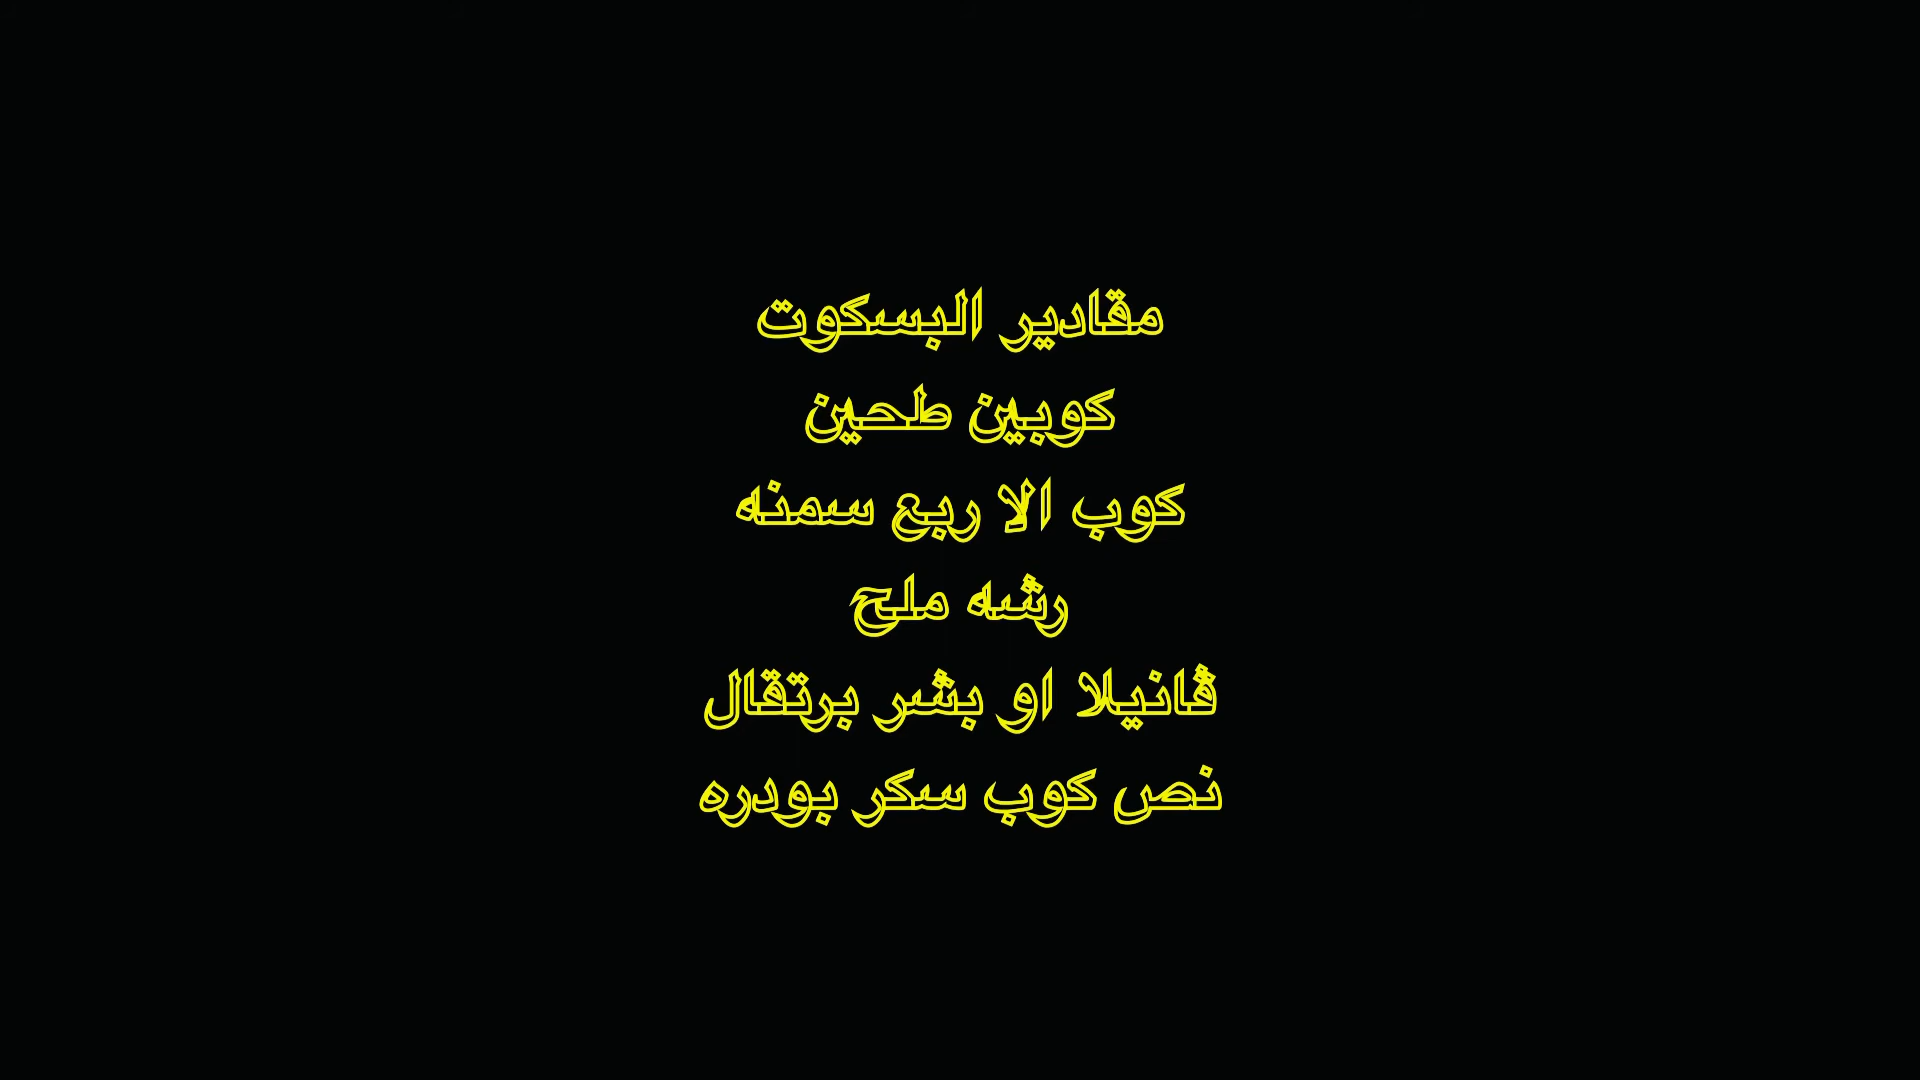 مقادير البسكوت
كوبين طحين
كوب الاِ ربع سمنه
رشه ملح
ڤانيلا او بشر برتقال
نص كوب سكر بودره